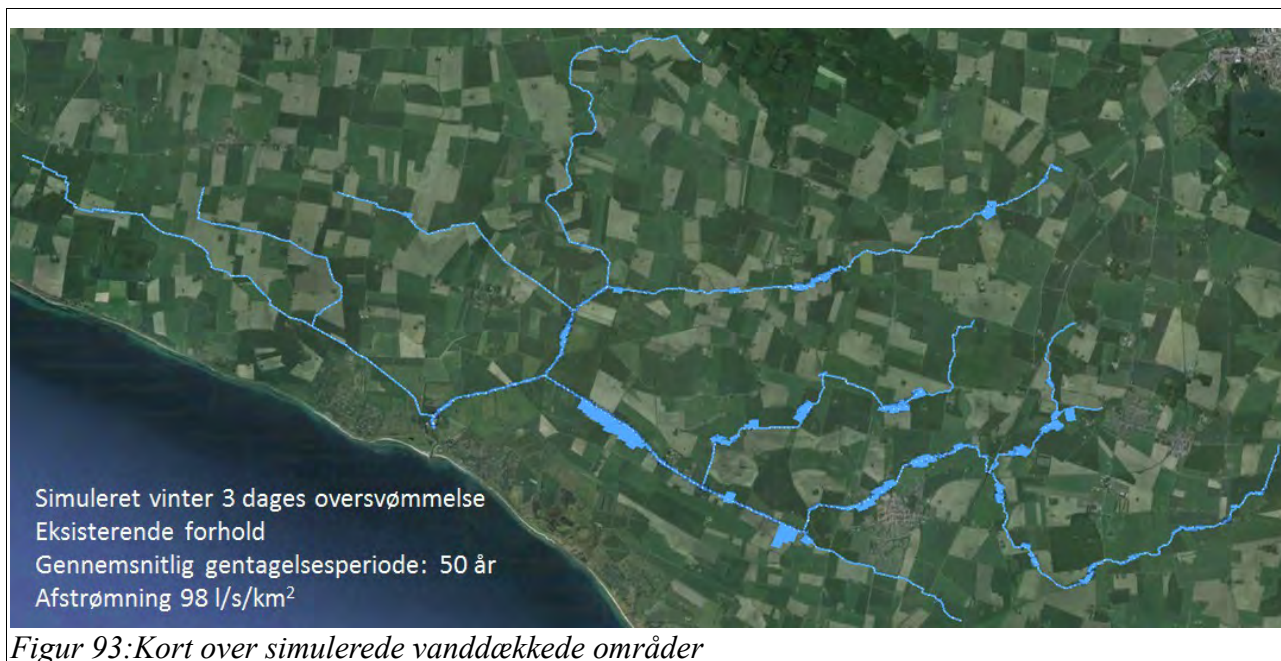 Simuleret vinter 3 dages oversvømmelse
Eksisterende forhold
Gennemsnitlig gentagelsesperiode: 50 år
Afstrømning 98 l/s/km²
Figur 93:Kort over simulerede vanddækkede områder